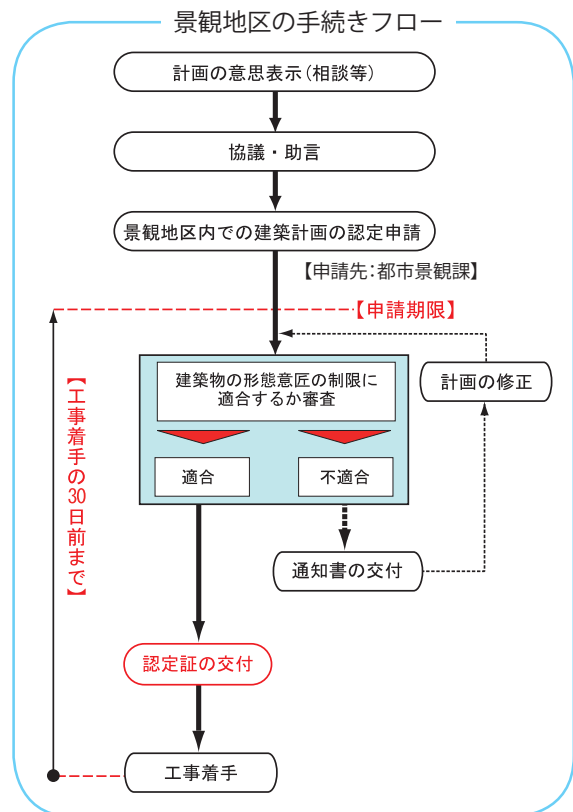 景観地区の手続きフロー
計画の意思表示(相談等)
協議・助言
景観地区内での建築計画の認定申請
【申請先:都市景観課】
【申請期限】
建築物の形態意匠の制限に
適合するか審査
計画の修正
【工事着手の30日前まで】
適合
不適合
通知書の交付
認定証の交付
工事着手